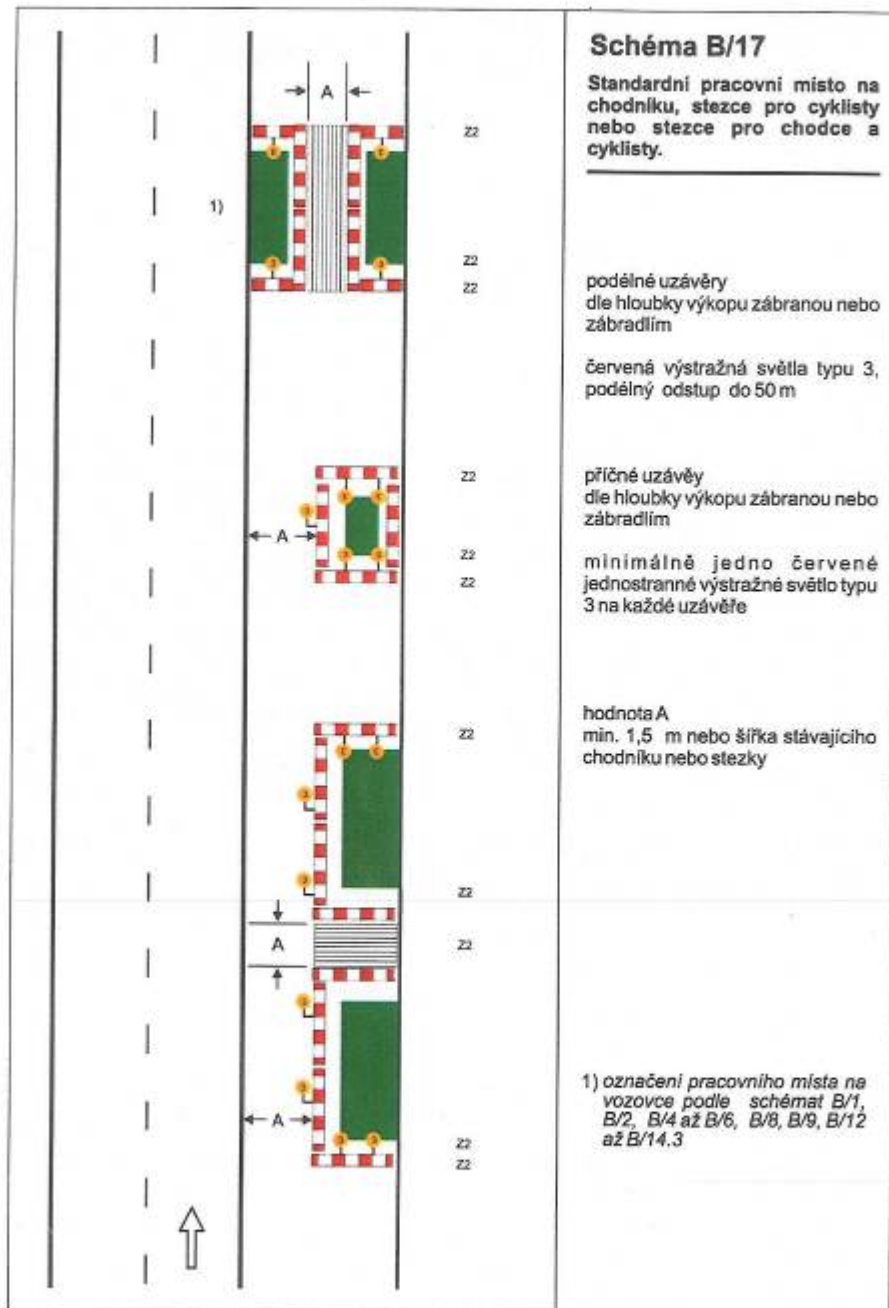 A
Z2
1)
Z2
Z2
Z2
3
A
Z2
Z2
Z2
A
Z2
Z2
A
Z2
Z2
Schéma B/17
Standardní pracovní místo na
chodníku, stezce pro cyklisty
nebo stezce pro chodce a
cyklisty.
podélné uzávěry
dle hloubky výkopu zábranou nebo
zábradlím
červená výstražná světla typu 3,
podélný odstup do 50 m
příčné uzávěy
dle hloubky výkopu zábranou nebo
zábradlím
minimálně jedno červené
jednostranné výstražné světlo typu
3 na každé uzávěře
hodnota A
min. 1,5 m nebo šířka stávajícího
chodníku nebo stezky
1) označení pracovního místa na
vozovce podle schémat B/1,
B/2, B/4 až B/6, B/8, B/9, B/12
až B/14.3